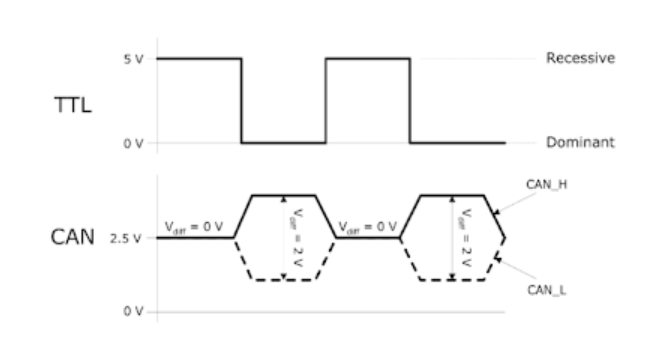 5 V
Recessive
TTL
0 V
Dominant
CAN_H
Vdiff = 0 V
Vdiff = 2 V
Vdiff = 0 V
Vdiff = 2 V
CAN
2.5 V
CAN_L
0 V